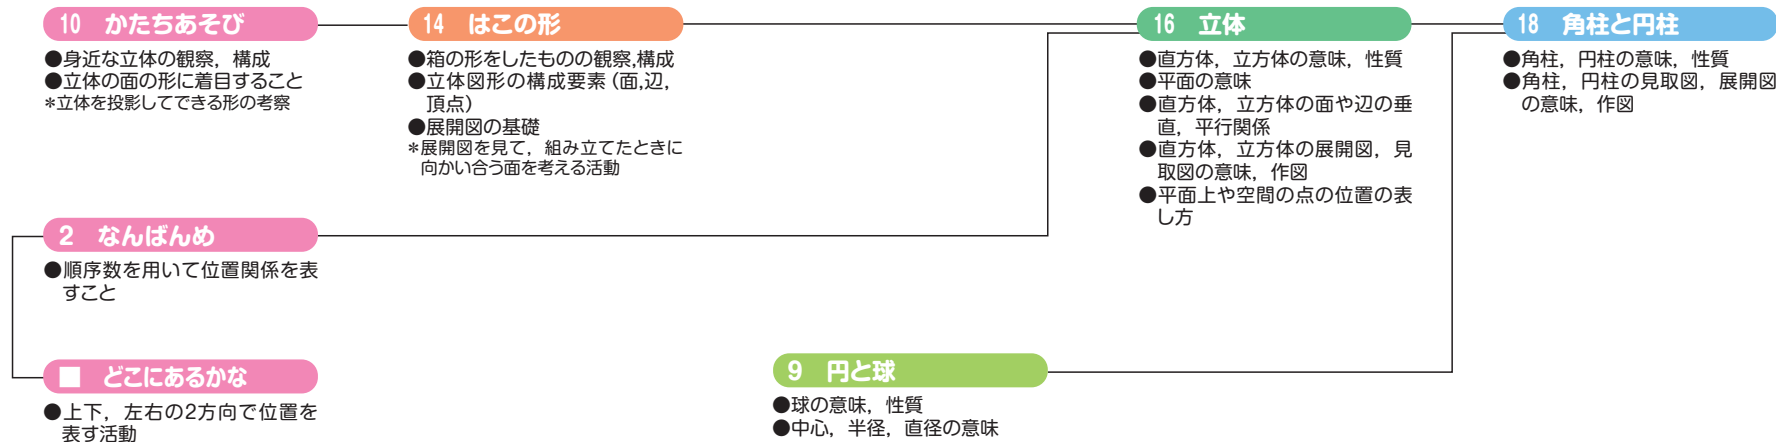 10 かたちあそび
●身近な立体の観察，構成
●立体の面の形に着目すること
*立体を投影してできる形の考察
14 はこの形
●箱の形をしたものの観察,構成
●立体図形の構成要素（面,辺,
頂点）
●展開図の基礎
*展開図を見て，組み立てたときに
向かい合う面を考える活動
16 立体
●直方体，立方体の意味，性質
●平面の意味
●直方体，立方体の面や辺の垂
直，平行関係
●直方体，立方体の展開図，見
取図の意味，作図
●平面上や空間の点の位置の表
し方
18 角柱と円柱
●角柱，円柱の意味，性質
●角柱，円柱の見取図，展開図
の意味，作図
2 なんばんめ
●順序数を用いて位置関係を表
すこと
■ どこにあるかな
●上下，左右の2方向で位置を
表す活動
9 円と球
●球の意味，性質
●中心，半径，直径の意味